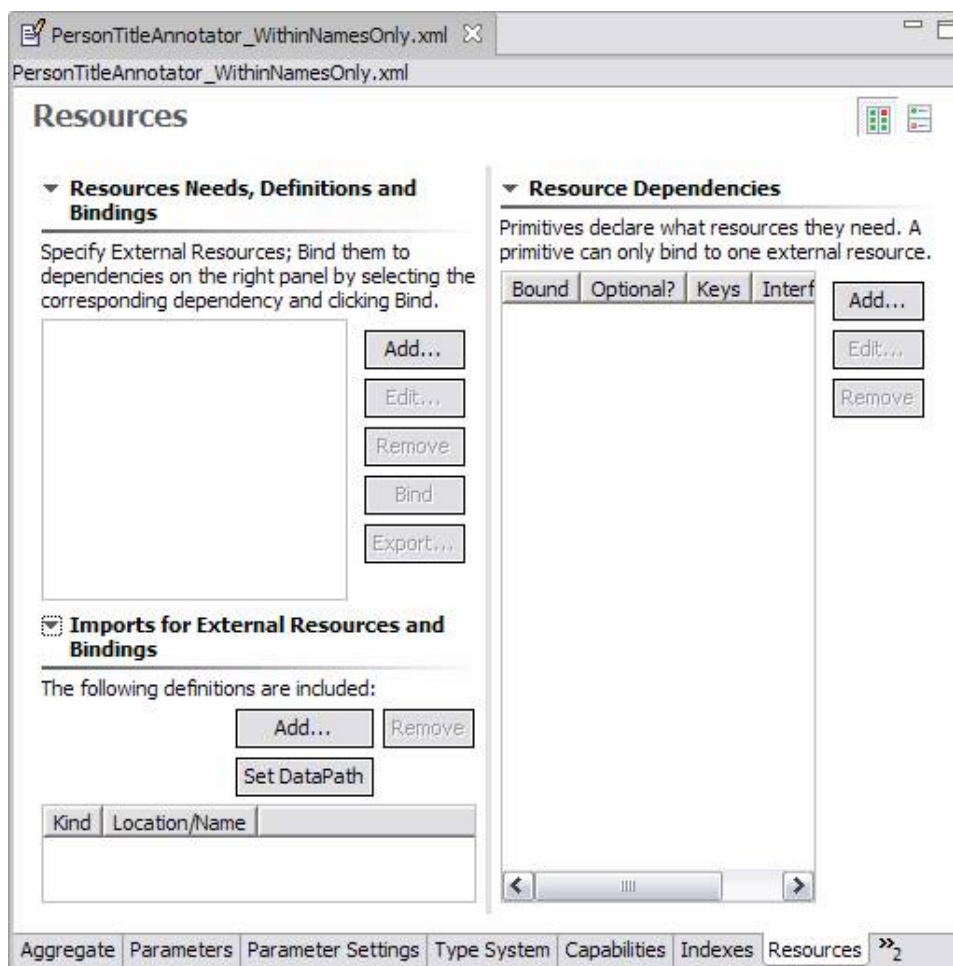 PersonTitleAnnotator_WithinNamesOnly.xml
PersonTitleAnnotator_WithinNamesOnly.xml
Resources
Resources Needs, Definitions and
Bindings
Specify External Resources; Bind them to
dependencies on the right panel by selecting the
corresponding dependency and clicking Bind.
Add...
Edit...
Remove
Bind
Export...
Imports for External Resources and
Bindings
The following definitions are included:
Add... Remove
Set DataPath
Kind Location/Name
Resource Dependencies
Primitives declare what resources they need. A
primitive can only bind to one external resource.
Bound Optional? Keys Interf
Add...
Edit...
Remove
Aggregate Parameters Parameter Settings Type System Capabilities Indexes Resources »2